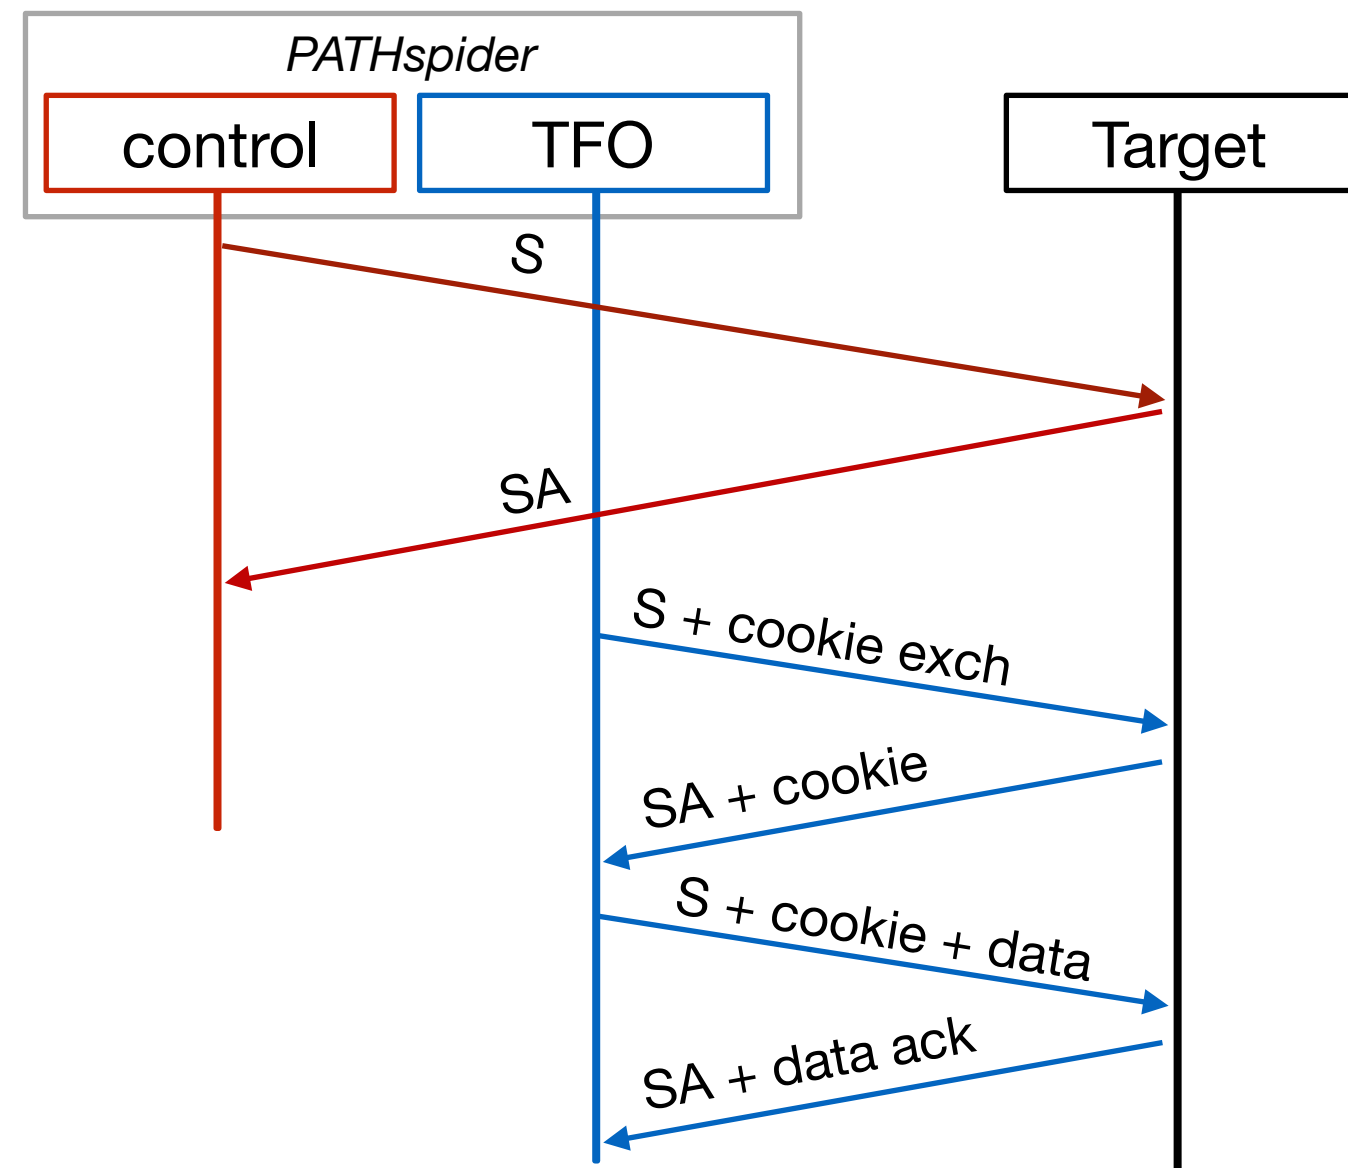 PATHspider
control
TFO
Target
S
SA
S + cookie exch
SA + cookie
S + cookie + data
SA + data ack